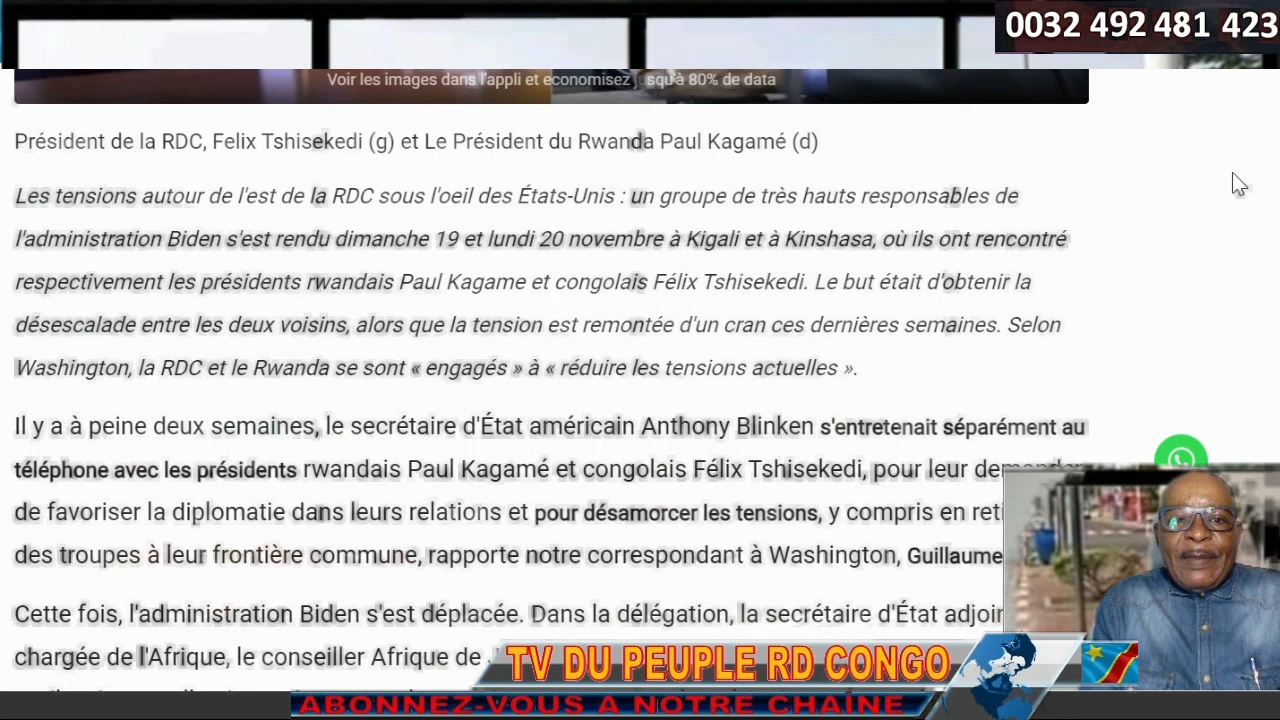 0032 492 481 423
Voir les images dans l'appli et economisez jusqu'à 80% de data
Président de la RDC, Felix Tshisekedi (g) et Le Président du Rwanda Paul Kagamé (d)
Les tensions autour de l'est de la RDC sous l'oeil des États-Unis : un groupe de très hauts responsables de
l'administration Biden s'est rendu dimanche 19 et lundi 20 novembre à Kigali et à Kinshasa, où ils ont rencontré
respectivement les présidents rwandais Paul Kagame et congolais Félix Tshisekedi. Le but était d'obtenir la
désescalade entre les deux voisins, alors que la tension est remontée d'un cran ces dernières semaines. Selon
Washington, la RDC et le Rwanda se sont « engagés » à « réduire les tensions actuelles ».
Il y a à peine deux semaines, le secrétaire d'État américain Anthony Blinken s'entretenait séparément au
téléphone avec les présidents rwandais Paul Kagamé et congolais Félix Tshisekedi, pour leur demander
de favoriser la diplomatie dans leurs relations et pour désamorcer les tensions, y compris en reti
des troupes à leur frontière commune, rapporte notre correspondant à Washington, Guillaume
Cette fois, l'administration Biden s'est déplacée. Dans la délégation, la secrétaire d'État adjoin
chargée de l'Afrique, le conseiller Afrique de
TV DU PEUPLE RD CONGO
ABONNEZ-VOUS A NOTRE CHAÎNE